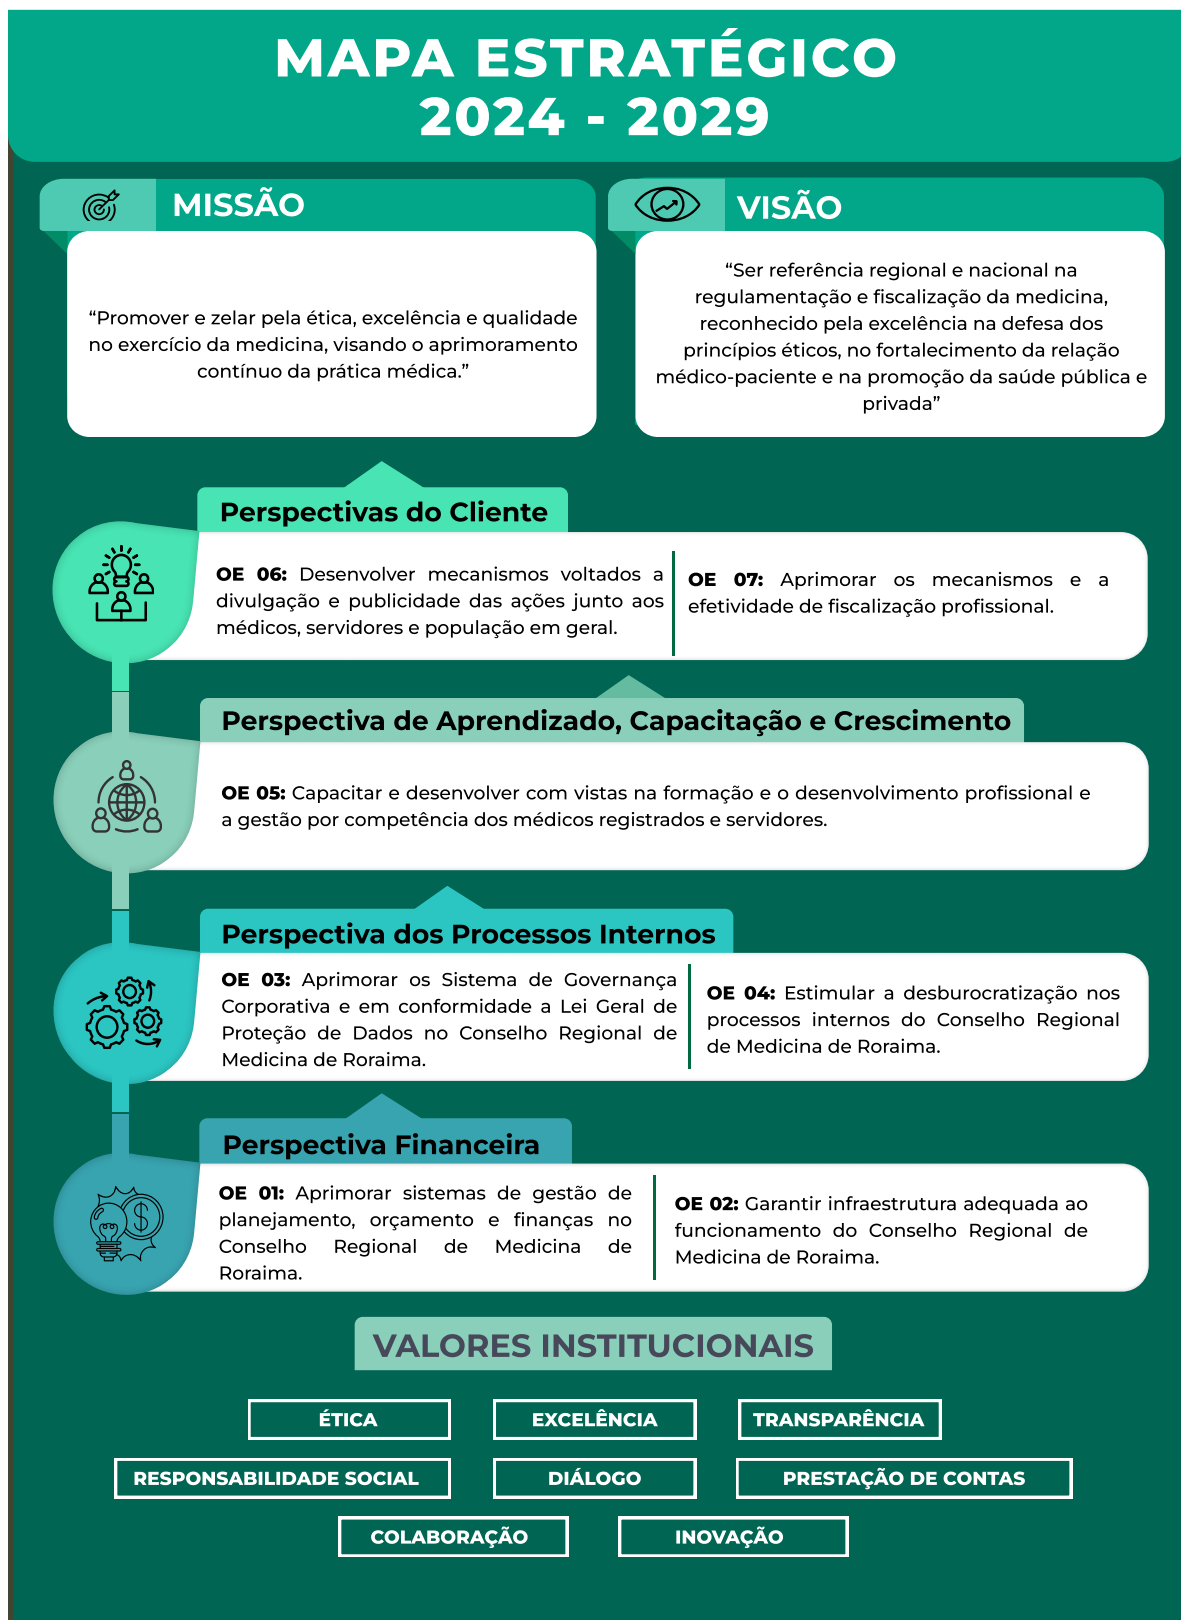 MAPA ESTRATÉGICO
2024 - 2029
MISSÃO
“Promover e zelar pela ética, excelência e qualidade
no exercício da medicina, visando o aprimoramento
contínuo da prática médica.”
VISÃO
“Ser referência regional e nacional na
regulamentação e fiscalização da medicina,
reconhecido pela excelência na defesa dos
princípios éticos, no fortalecimento da relação
médico-paciente e na promoção da saúde pública e
privada”
Perspectivas do Cliente
OE 06: Desenvolver mecanismos voltados a
divulgação e publicidade das ações junto aos
médicos, servidores e população em geral.
OE 07: Aprimorar os mecanismos e a
efetividade de fiscalização profissional.
Perspectiva de Aprendizado, Capacitação e Crescimento
OE 05: Capacitar e desenvolver com vistas na formação e o desenvolvimento profissional e
a gestão por competência dos médicos registrados e servidores.
Perspectiva dos Processos Internos
OE 03: Aprimorar os Sistema de Governança
Corporativa e em conformidade a Lei Geral de
Proteção de Dados no Conselho Regional de
Medicina de Roraima.
OE 04: Estimular a desburocratização nos
processos internos do Conselho Regional
de Medicina de Roraima.
Perspectiva Financeira
OE 01: Aprimorar sistemas de gestão de
planejamento, orçamento e finanças no
Conselho Regional de Medicina de
Roraima.
OE 02: Garantir infraestrutura adequada ao
funcionamento do Conselho Regional de
Medicina de Roraima.
VALORES INSTITUCIONAIS
ÉTICA
EXCELÊNCIA
TRANSPARÊNCIA
RESPONSABILIDADE SOCIAL
DIÁLOGO
PRESTAÇÃO DE CONTAS
COLABORAÇÃO
INOVAÇÃO